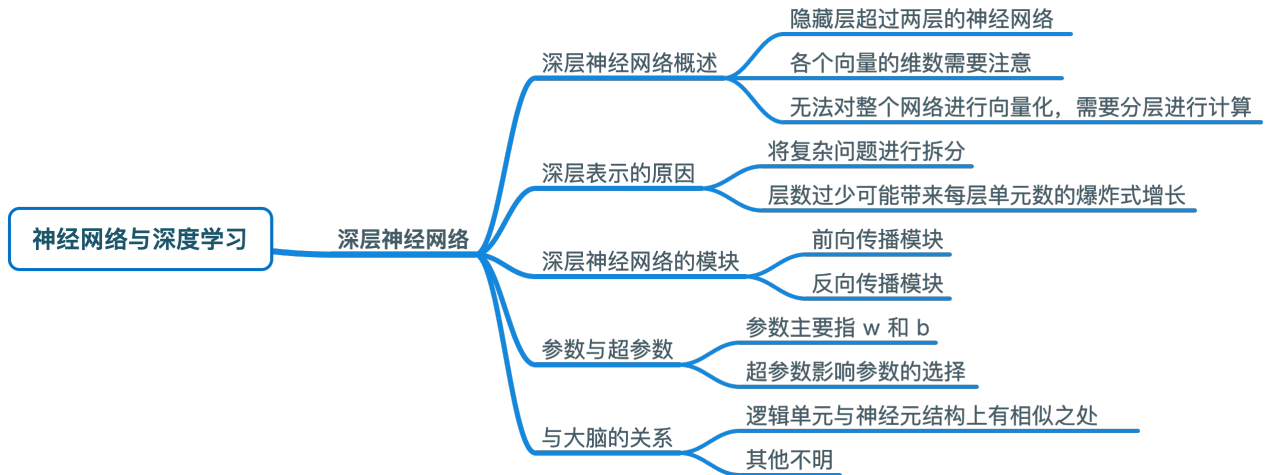 神经网络与深度学习
深层神经网络
深层神经网络概述
隐藏层超过两层的神经网络
各个向量的维数需要注意
无法对整个网络进行向量化，需要分层进行计算
深层表示的原因
将复杂问题进行拆分
层数过少可能带来每层单元数的爆炸式增长
深层神经网络的模块
前向传播模块
反向传播模块
参数与超参数
参数主要指 w 和 b
超参数影响参数的选择
与大脑的关系
逻辑单元与神经元结构上有相似之处
其他不明